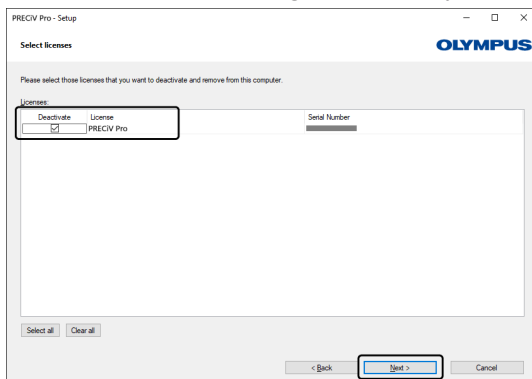 PRECiV Pro - Setup
Select licenses
OLYMPUS
Please select those licenses that you want to deactivate and remove from this computer.
Licenses:
Deactivate License Serial Number
PRECiV Pro
Select all Clear all
< Back Next > Cancel